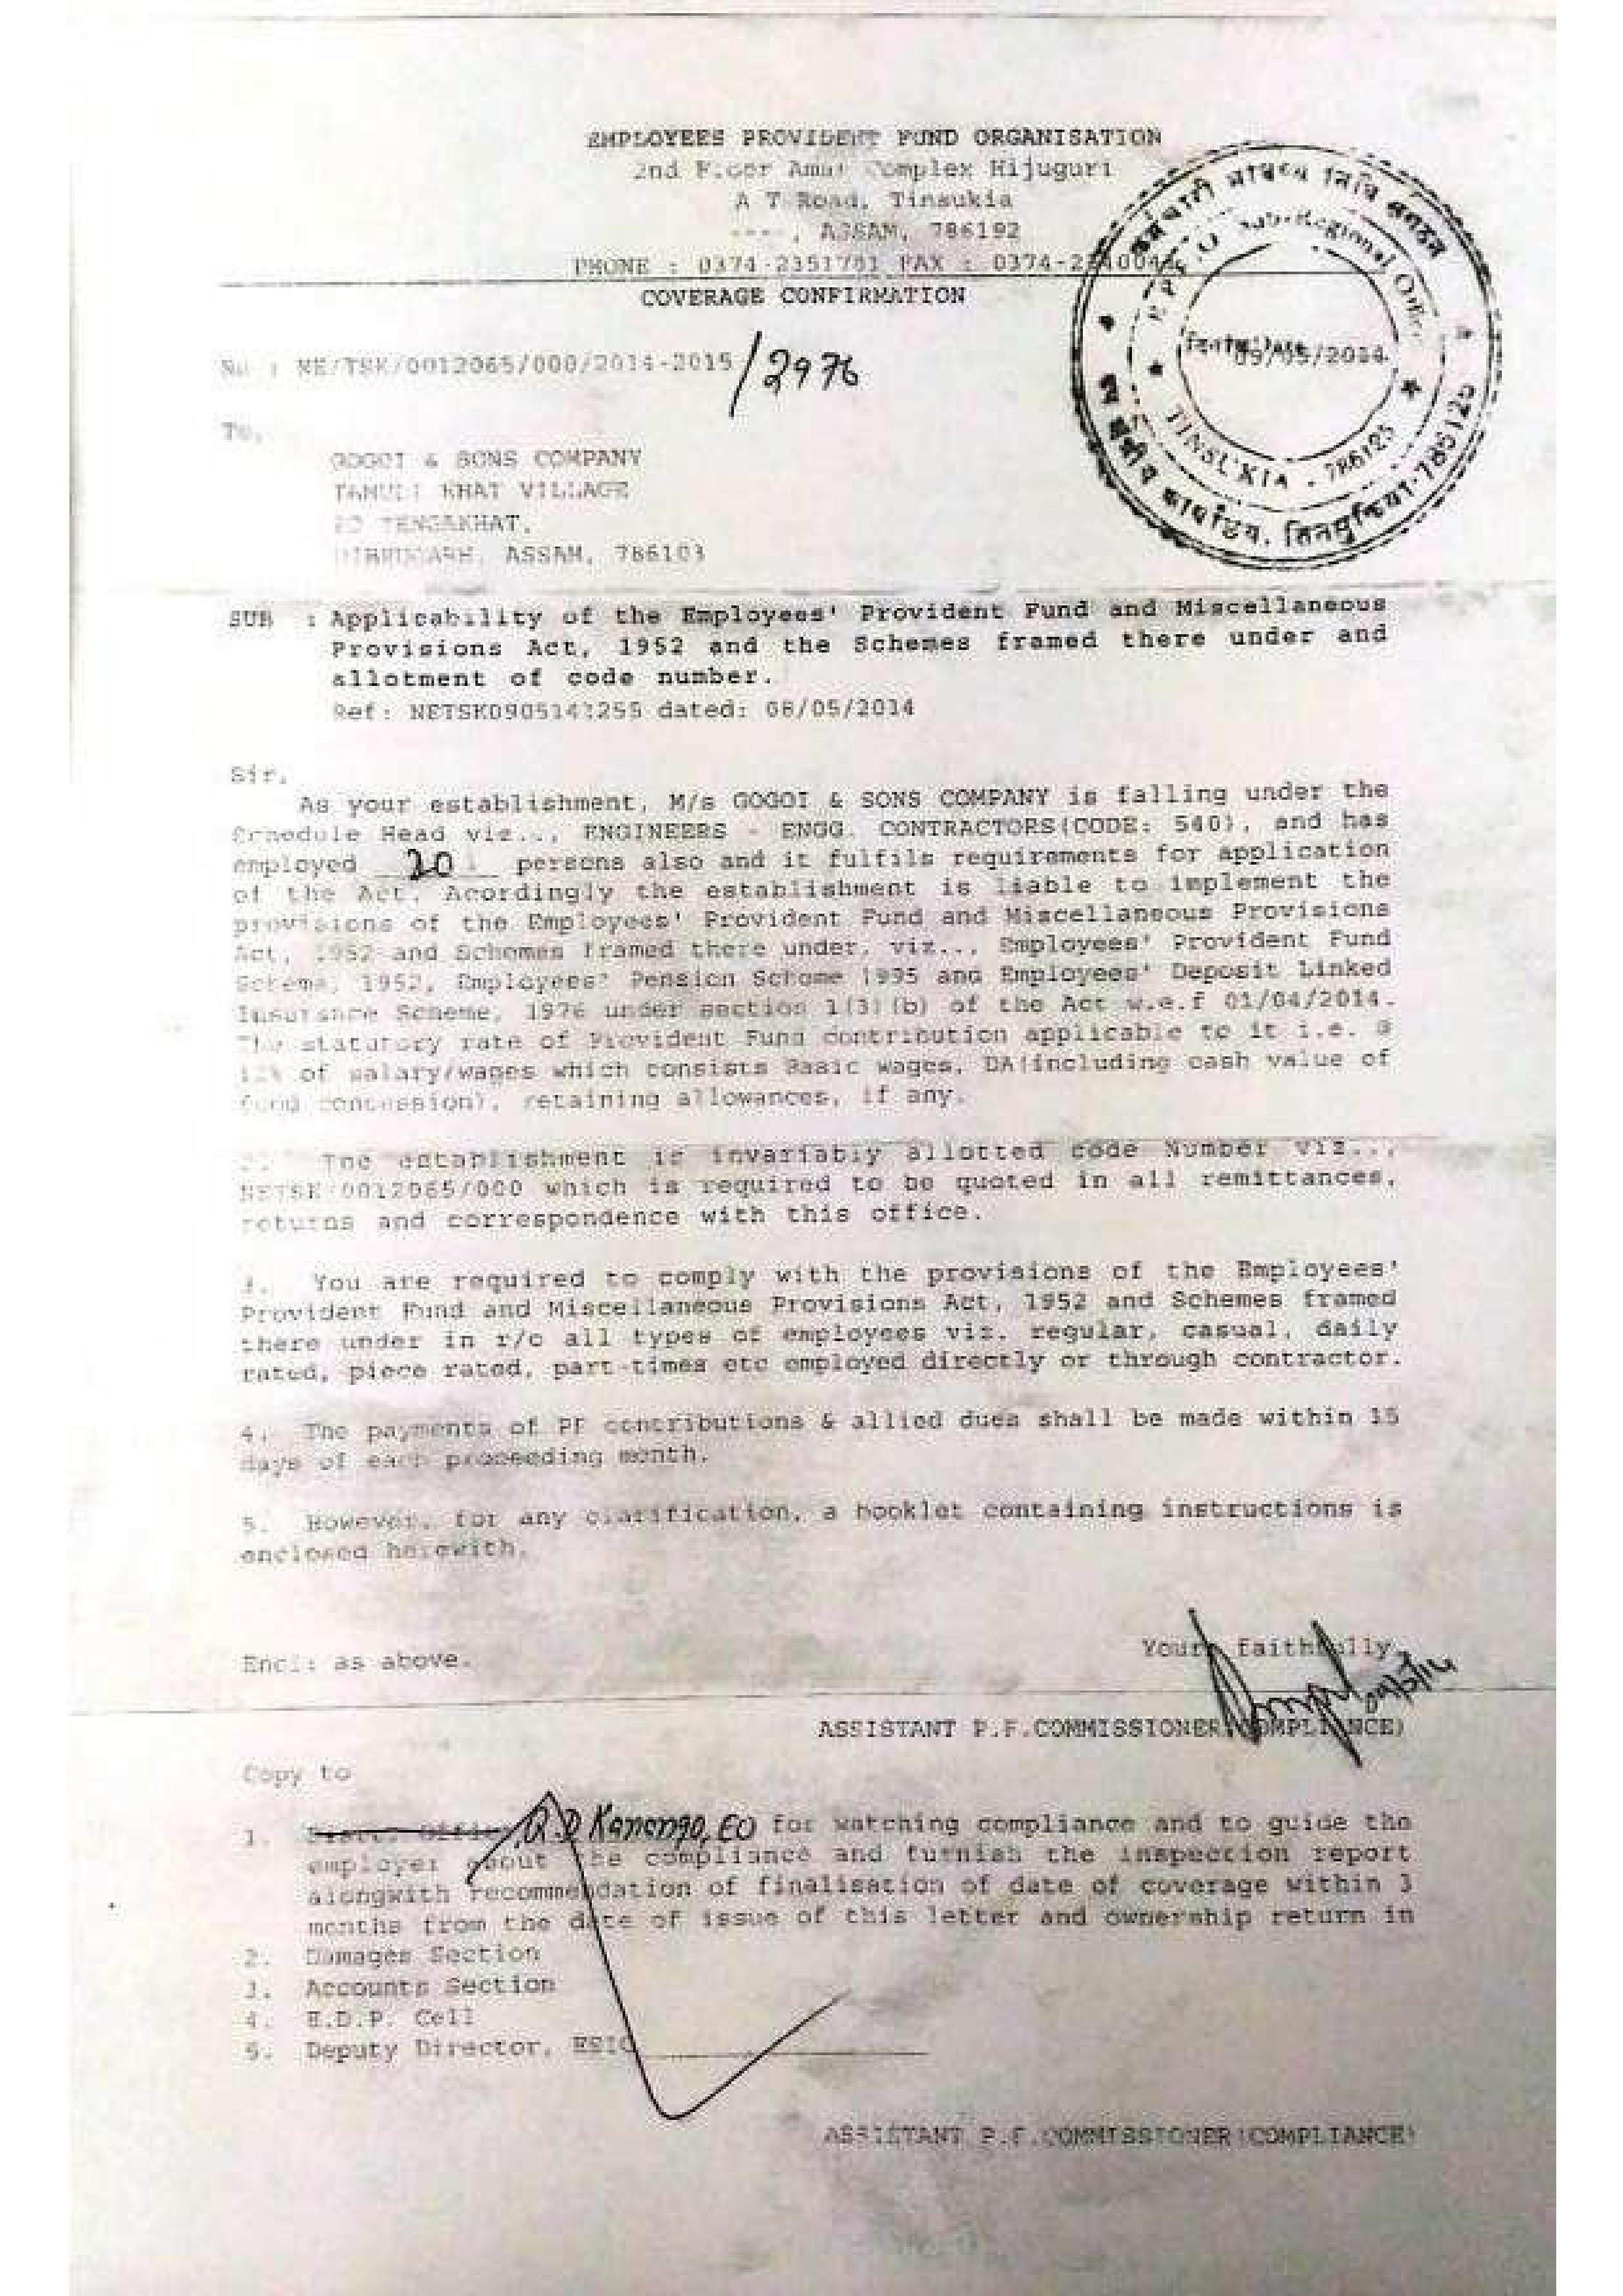 EMPLOYEES PROVIDENT FUND ORGANISATION
2nd Floor Amar Complex Hijuguri
A T Road, Tinsukia
----, ASSAM, 786192
PHONE : 0374-2351701 FAX : 0374-2340044
COVERAGE CONFIRMATION
No : NE/TSK/0012065/000/2014-2015/2976
कर्मचारी भविष्य निधि संगठन
E.P.F.O Sub-Regional Office
दिनांक/Date
09/05/2014
TINSUKIA - 786125
उप क्षेत्रीय कार्यालय, तिनसुकिया-786125
To,
GOGOI & SONS COMPANY
TAMULI KHAT VILLAGE
PO TENGAKHAT,
DIBRUGARH, ASSAM, 786103
SUB : Applicability of the Employees' Provident Fund and Miscellaneous
Provisions Act, 1952 and the Schemes framed there under and
allotment of code number.
Ref: dated: 08/05/2014
Sir,
As your establishment, M/s GOGOI & SONS COMPANY is falling under the
Schedule Head viz.., ENGINEERS - ENGG. CONTRACTORS(CODE: 540), and has
employed 20 persons also and it fulfils requirements for application
of the Act. Acordingly the establishment is liable to implement the
provisions of the Employees' Provident Fund and Miscellaneous Provisions
Act, 1952 and Schemes framed there under, viz..., Employees' Provident Fund
Scheme, 1952, Employees' Pension Scheme 1995 and Employees' Deposit Linked
Insurance Scheme, 1976 under section 1(3)(b) of the Act w.e.f 01/04/2014.
The statutory rate of Provident Fund contribution applicable to it i.e. @
12% of salary/wages which consists Basic wages, DA(including cash value of
food concession), retaining allowances, if any.
2. The establishment is invariably allotted code Number viz...,
NETSK/0012065/000 which is required to be quoted in all remittances,
returns and correspondence with this office.
3. You are required to comply with the provisions of the Employees'
Provident Fund and Miscellaneous Provisions Act, 1952 and Schemes framed
there under in r/o all types of employees viz. regular, casual, daily
rated, piece rated, part-times etc employed directly or through contractor.
4. The payments of PF contributions & allied dues shall be made within 15
days of each proceeding month.
5. However, for any clarification, a booklet containing instructions is
enclosed herewith.
Encl: as above.
Yours faithfully
09/5/14
ASSISTANT P.F.COMMISSIONER(COMPLIANCE)
Copy to
1. Kanongo, EO for watching compliance and to guide the
employer about the compliance and furnish the inspection report
alongwith recommendation of finalisation of date of coverage within 3
months from the date of issue of this letter and ownership return in
2. Damages Section
3. Accounts Section
4. E.D.P. Cell
5. Deputy Director, ESIC
ASSISTANT P.F.COMMISSIONER(COMPLIANCE)